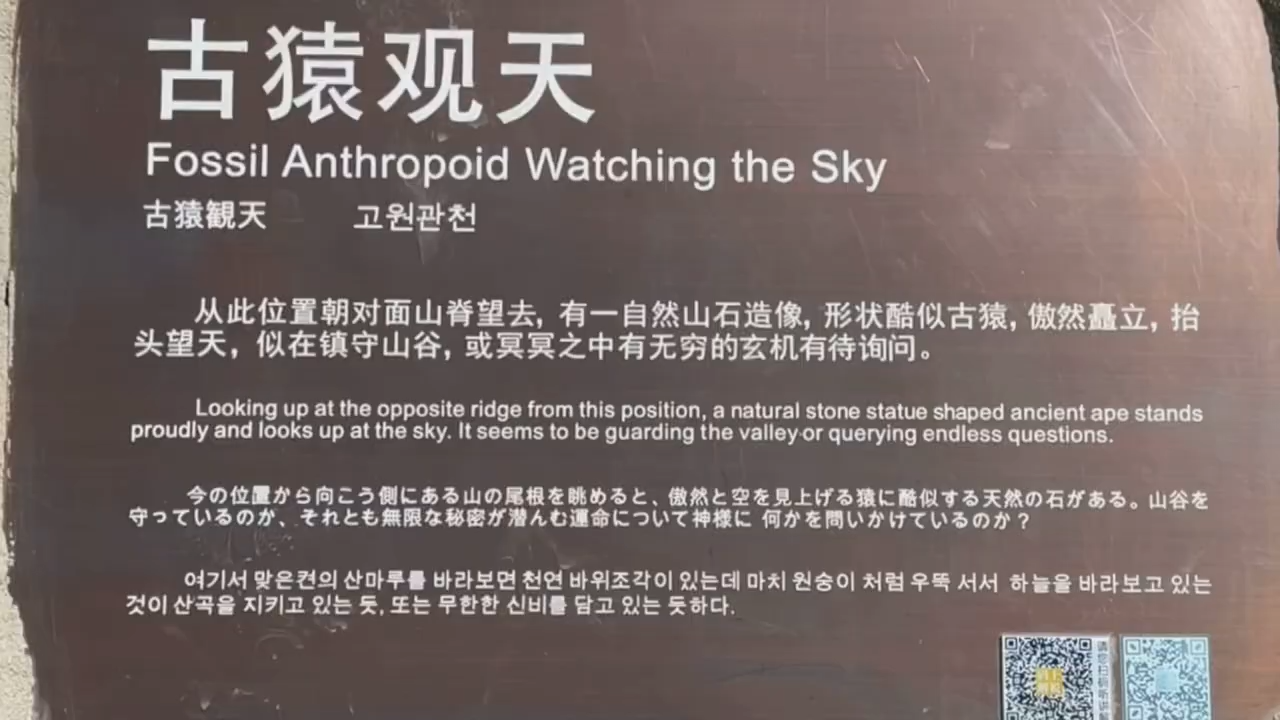 古猿观天
Fossil Anthropoid Watching the Sky
古猿観天 고원관천
从此位置朝对面山脊望去，有一自然山石造像，形状酷似古猿，傲然矗立，抬
头望天，似在镇守山谷，或冥冥之中有无穷的玄机有待询问。
Looking up at the opposite ridge from this position, a natural stone statue shaped ancient ape stands
proudly and looks up at the sky. It seems to be guarding the valley or querying endless questions.
今の位置から向こう側にある山の尾根を眺めると、傲然と空を見上げる猿に酷似する天然の石がある。山谷を
守っているのか、それとも無限な秘密が潜んむ運命について神様に 何かを問いかけているのか？
여기서 맞은켠의 산마루를 바라보면 천연 바위조각이 있는데 마치 원숭이 처럼 우뚝 서서 하늘을 바라보고 있는
것이 산곡을 지키고 있는 듯, 또는 무한한 신비를 담고 있는 듯하다.
请您扫码听讲